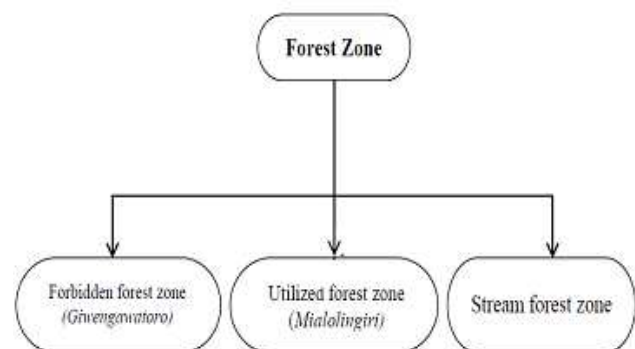 Forest Zone
Forbidden forest zone
(Giwengawatoro)
Utilized forest zone
(Mialolingiri)
Stream forest zone